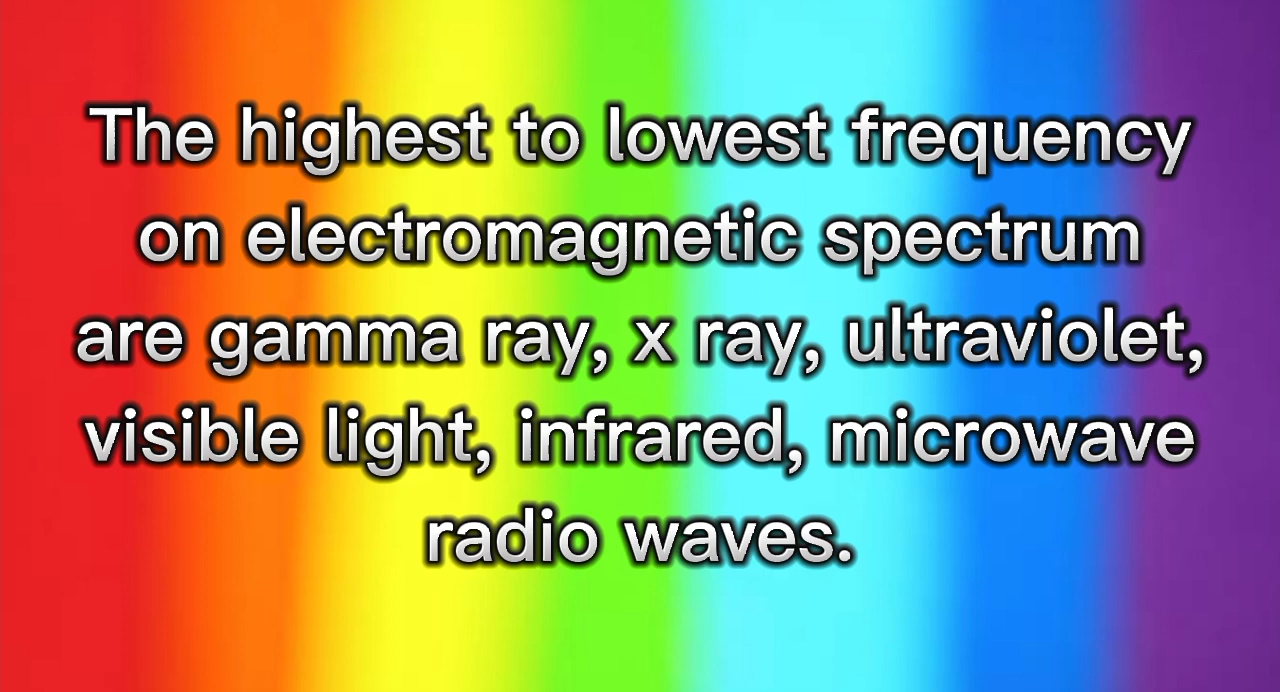 The highest to lowest frequency
on electromagnetic spectrum
are gamma ray, x ray, ultraviolet,
visible light, infrared, microwave
radio waves.